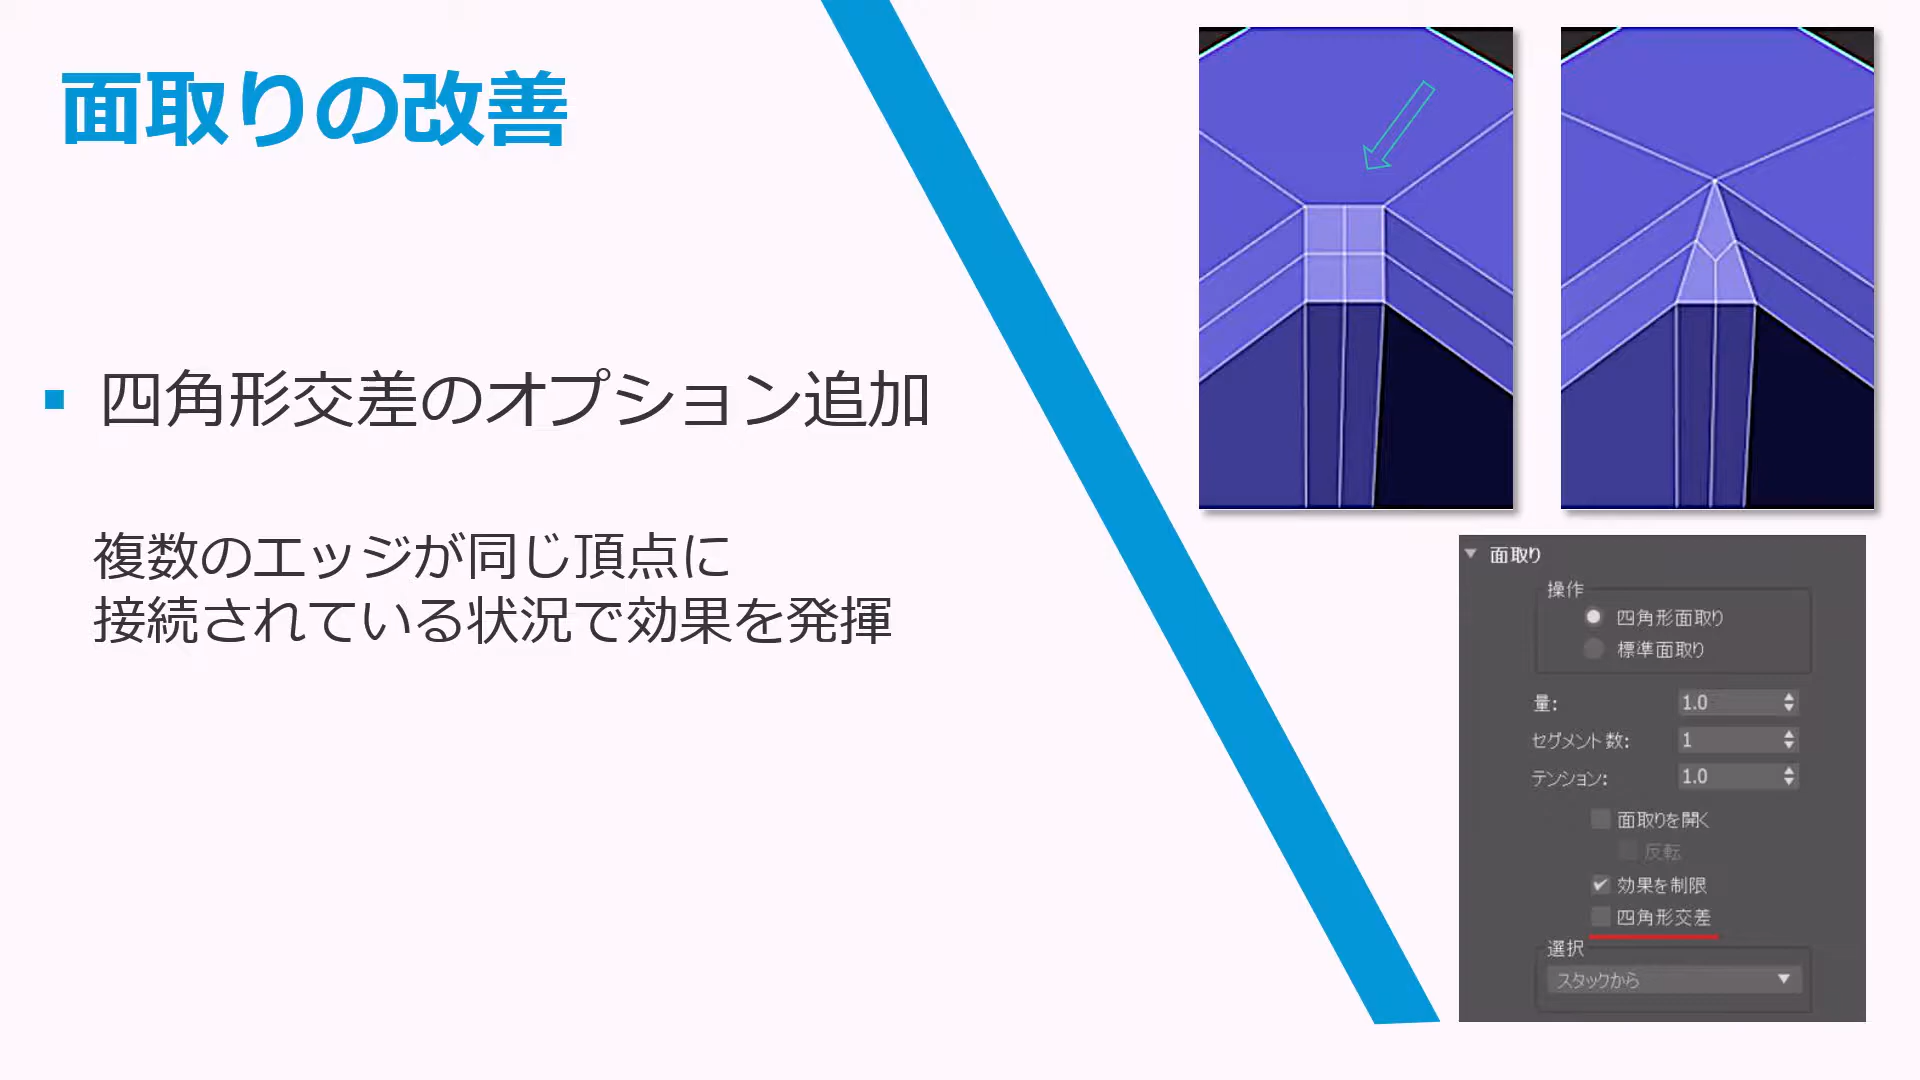 面取りの改善
四角形交差のオプション追加
複数のエッジが同じ頂点に
接続されている状況で効果を発揮
面取り
操作
四角形面取り
標準面取り
量: 1.0
セグメント数: 1
テンション: 1.0
面取りを開く
反転
効果を制限
四角形交差
選択
スタックから